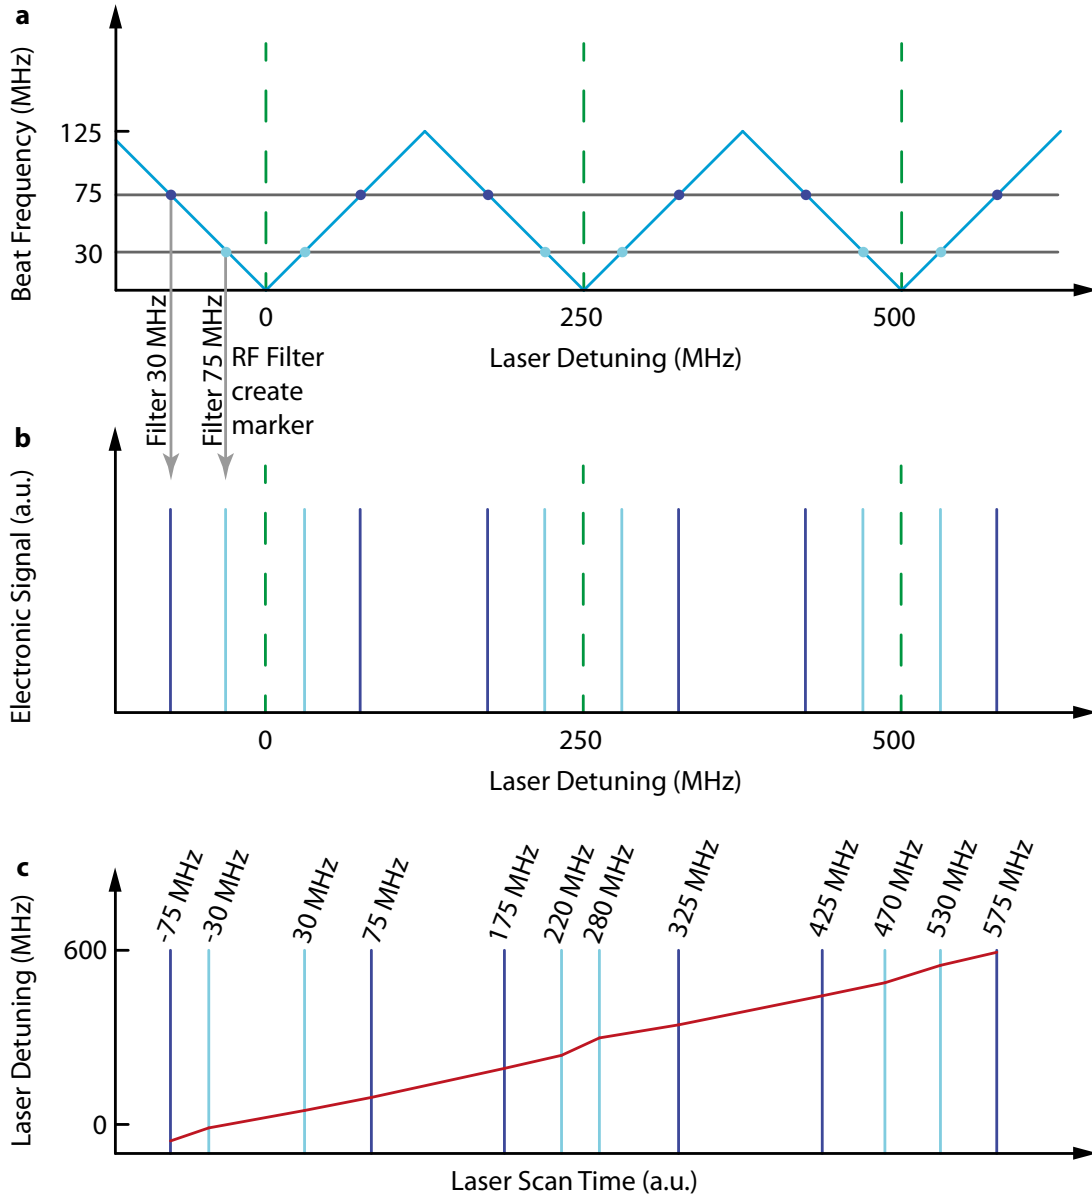 a
Beat Frequency (MHz)
125
75
30
0
250
500
Laser Detuning (MHz)
Filter 30 MHz
Filter 75 MHz
RF Filter
create
marker
b
Electronic Signal (a.u.)
0
250
500
Laser Detuning (MHz)
c
Laser Detuning (MHz)
600
0
-75 MHz
-30 MHz
30 MHz
75 MHz
175 MHz
220 MHz
280 MHz
325 MHz
425 MHz
470 MHz
530 MHz
575 MHz
Laser Scan Time (a.u.)